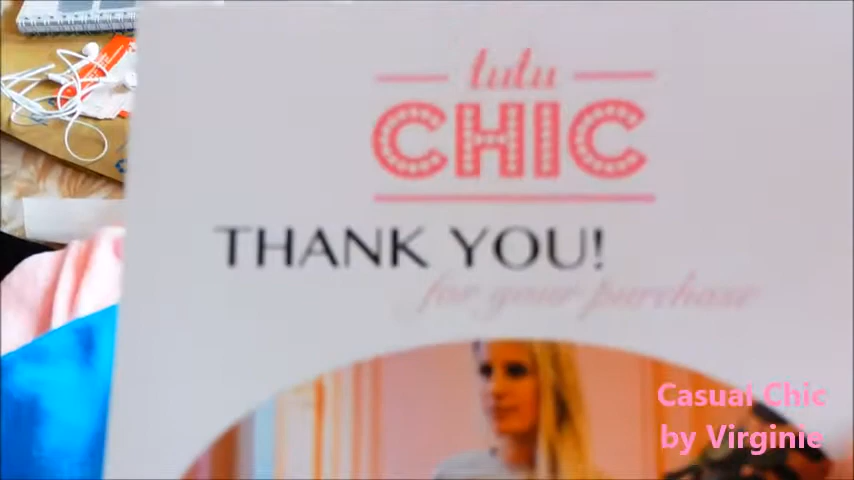 tutu
CHIC
THANK YOU!
for your purchase
Casual Chic
by Virginie